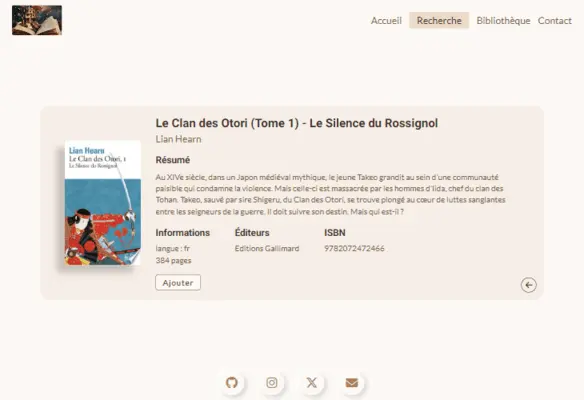 Accueil Recherche Bibliothèque Contact
Le Clan des Otori (Tome 1) - Le Silence du Rossignol
Lian Hearn
Résumé
Au XIVe siècle, dans un Japon médiéval mythique, le jeune Takeo grandit au sein d'une communauté
paisible qui condamne la violence. Mais celle-ci est massacrée par les hommes d'Iida, chef du clan des
Tohan. Takeo, sauvé par sire Shigeru, du Clan des Otori, se trouve plongé au cœur de luttes sanglantes
entre les seigneurs de la guerre. Il doit suivre son destin. Mais qui est-il ?
Informations Éditeurs ISBN
langue : fr Editions Gallimard 9782072472466
384 pages
Ajouter
Lian Hearn
Le Clan des Otori, 1
Le Silence du Rossignol